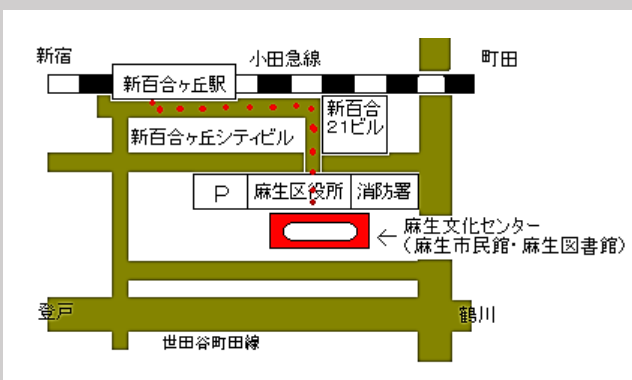 新宿
小田急線
町田
新百合ヶ丘駅
新百合
21ビル
新百合ヶ丘シティビル
P
麻生区役所
消防署
←麻生文化センター
(麻生市民館・麻生図書館)
登戸
鶴川
世田谷町田線